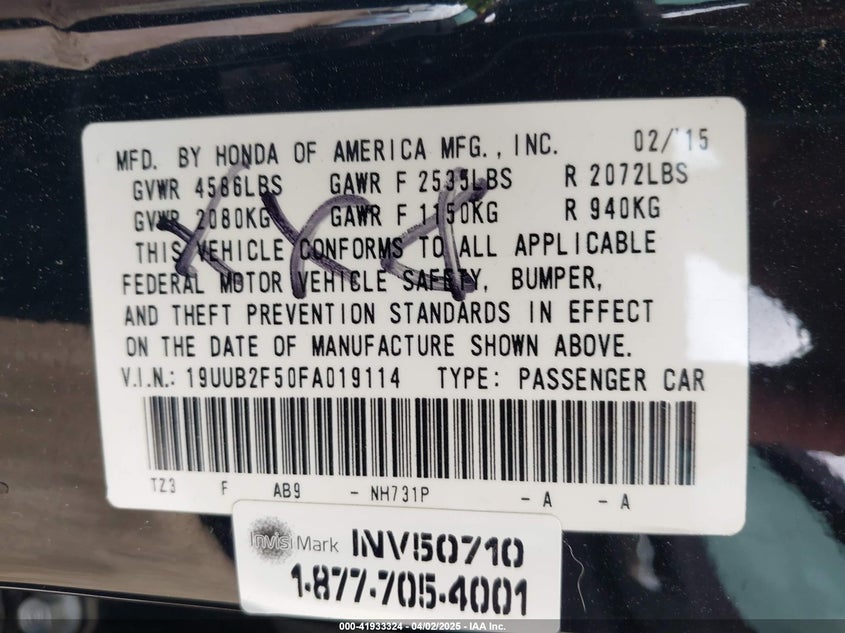 MFD. BY HONDA OF AMERICA MFG., INC. 02/'15
GVWR 4586LBS GAWR F 2535LBS R 2072LBS
GVWR 2080KG GAWR F 1150KG R 940KG
THIS VEHICLE CONFORMS TO ALL APPLICABLE
FEDERAL MOTOR VEHICLE SAFETY, BUMPER,
AND THEFT PREVENTION STANDARDS IN EFFECT
ON THE DATE OF MANUFACTURE SHOWN ABOVE.
V.I.N.: 19UUB2F50FA019114 TYPE: PASSENGER CAR
TZ3 F AB9 - NH731P - A - A
InvisiMark INV50710
1-877-705-4001
000-41933324 - 04/02/2025 - IAA Inc.